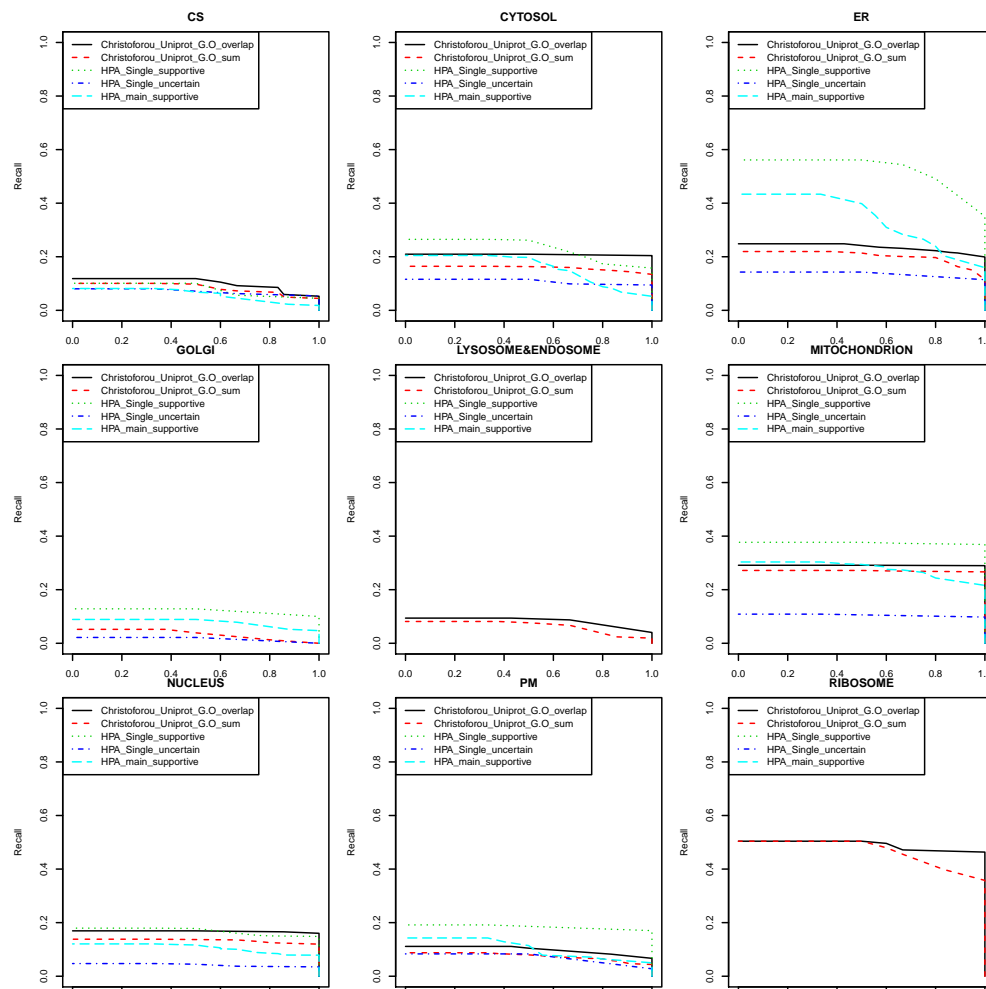 CS
CYTOSOL
ER
1.0
Christoforou_Uniprot_G.O_overlap
Christoforou_Uniprot_G.O_sum
HPA_Single_supportive
HPA_Single_uncertain
HPA_main_supportive
0.8
0.6
Recall
0.4
0.2
0.0
0.0 0.2 0.4 0.6 0.8 1.0
1.0
Christoforou_Uniprot_G.O_overlap
Christoforou_Uniprot_G.O_sum
HPA_Single_supportive
HPA_Single_uncertain
HPA_main_supportive
0.8
0.6
Recall
0.4
0.2
0.0
0.0 0.2 0.4 0.6 0.8 1.0
1.0
Christoforou_Uniprot_G.O_overlap
Christoforou_Uniprot_G.O_sum
HPA_Single_supportive
HPA_Single_uncertain
HPA_main_supportive
0.8
0.6
Recall
0.4
0.2
0.0
0.0 0.2 0.4 0.6 0.8
GOLGI
LYSOSOME&ENDOSOME
MITOCHONDRION
1.0
Christoforou_Uniprot_G.O_overlap
Christoforou_Uniprot_G.O_sum
HPA_Single_supportive
HPA_Single_uncertain
HPA_main_supportive
0.8
0.6
Recall
0.4
0.2
0.0
0.0 0.2 0.4 0.6 0.8 1.0
1.0
Christoforou_Uniprot_G.O_overlap
Christoforou_Uniprot_G.O_sum
HPA_Single_supportive
HPA_Single_uncertain
HPA_main_supportive
0.8
0.6
Recall
0.4
0.2
0.0
0.0 0.2 0.4 0.6 0.8 1.0
1.0
Christoforou_Uniprot_G.O_overlap
Christoforou_Uniprot_G.O_sum
HPA_Single_supportive
HPA_Single_uncertain
HPA_main_supportive
0.8
0.6
Recall
0.4
0.2
0.0
0.0 0.2 0.4 0.6 0.8
NUCLEUS
PM
RIBOSOME
1.0
Christoforou_Uniprot_G.O_overlap
Christoforou_Uniprot_G.O_sum
HPA_Single_supportive
HPA_Single_uncertain
HPA_main_supportive
0.8
0.6
Recall
0.4
0.2
0.0
1.0
Christoforou_Uniprot_G.O_overlap
Christoforou_Uniprot_G.O_sum
HPA_Single_supportive
HPA_Single_uncertain
HPA_main_supportive
0.8
0.6
Recall
0.4
0.2
0.0
1.0
Christoforou_Uniprot_G.O_overlap
Christoforou_Uniprot_G.O_sum
HPA_Single_supportive
HPA_Single_uncertain
HPA_main_supportive
0.8
0.6
Recall
0.4
0.2
0.0